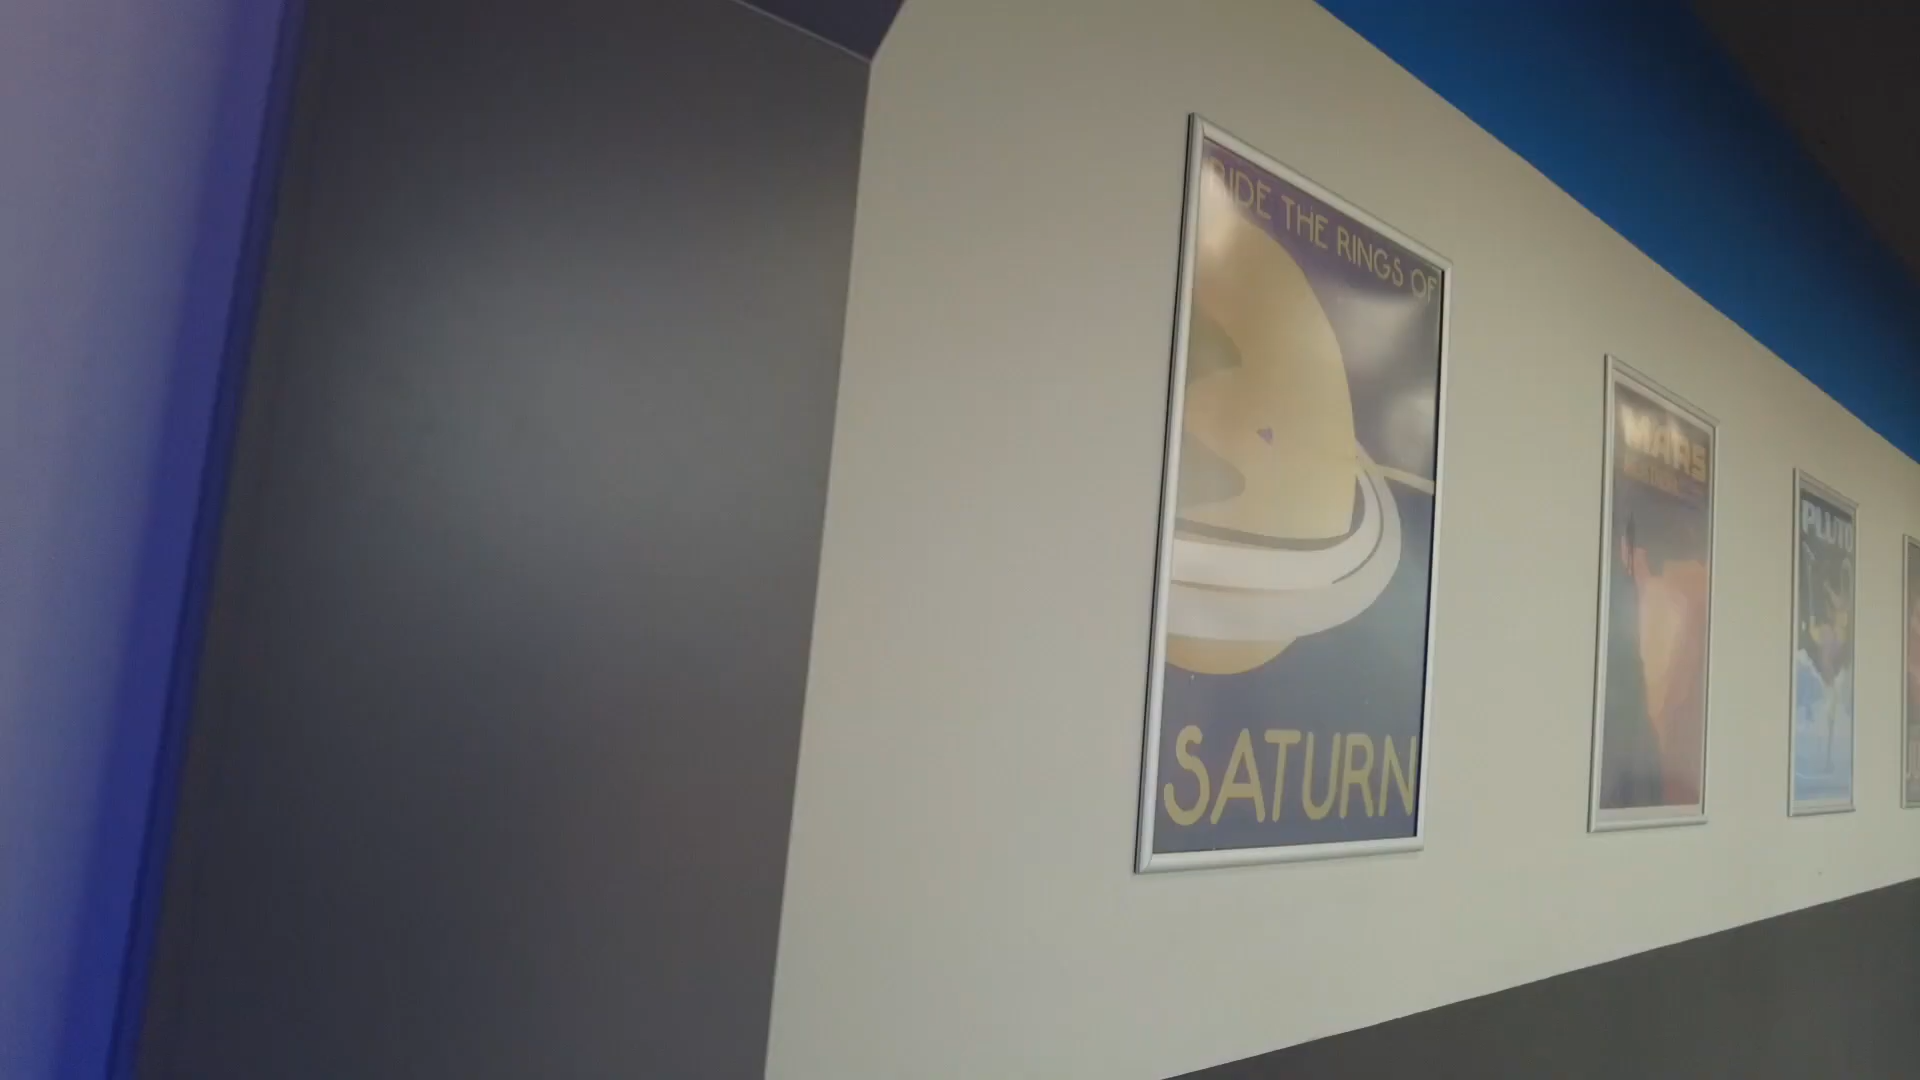 RIDE THE RINGS OF
SATURN
MARS
PLUTO